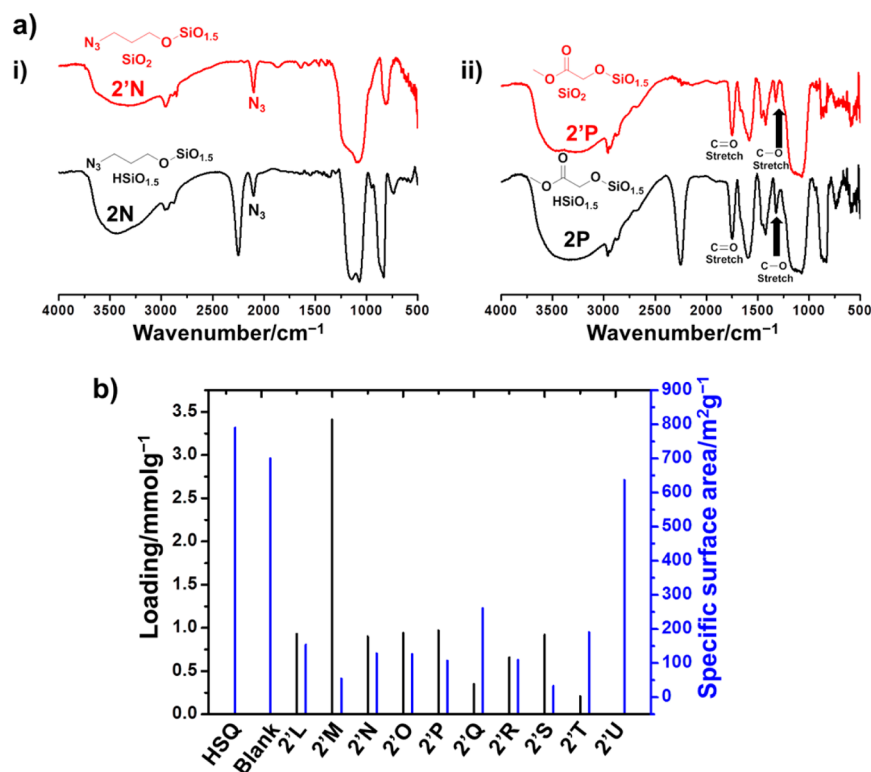 a)
i)
N₃ O SiO₁.₅
SiO₂
2'N
N₃
N₃ O SiO₁.₅
HSiO₁.₅
2N
N₃
4000 3500 3000 2500 2000 1500 1000 500
Wavenumber/cm⁻¹
ii)
O
O O SiO₁.₅
SiO₂
2'P
C=O
Stretch
C−O
Stretch
O
O O SiO₁.₅
HSiO₁.₅
2P
C=O
Stretch
C−O
Stretch
4000 3500 3000 2500 2000 1500 1000 500
Wavenumber/cm⁻¹
b)
Loading/mmolg⁻¹
3.5
3.0
2.5
2.0
1.5
1.0
0.5
0.0
HSQ
Blank
2'L
2'M
2'N
2'O
2'P
2'Q
2'R
2'S
2'T
2'U
900
800
700
600
500
400
300
200
100
0
Specific surface area/m²g⁻¹